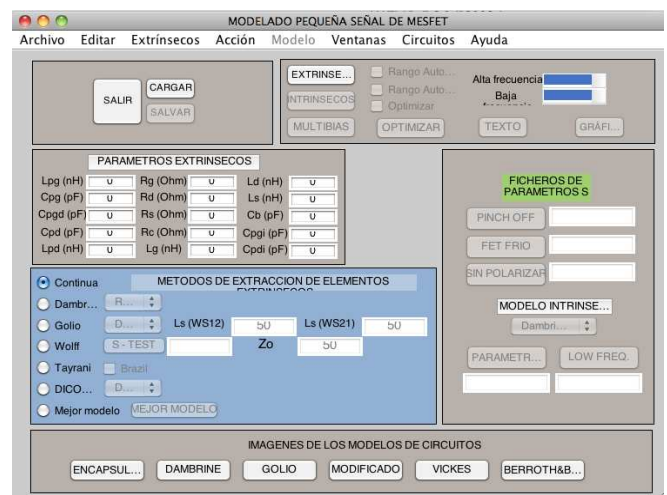 MODELADO PEQUEÑA SEÑAL DE MESFET
Archivo Editar Extrínsecos Acción Modelo Ventanas Circuitos Ayuda
SALIR
CARGAR
SALVAR
EXTRINSE...
INTRINSECOS
MULTIBIAS
Rango Auto...
Rango Auto...
Optimizar
OPTIMIZAR
Alta frecuencia
Baja
TEXTO
GRÁFI...
PARAMETROS EXTRINSECOS
Lpg (nH) 0 Rg (Ohm) 0 Ld (nH) 0
Cpg (pF) 0 Rd (Ohm) 0 Ls (nH) 0
Cpgd (pF) 0 Rs (Ohm) 0 Cb (pF) 0
Cpd (pF) 0 Rc (Ohm) 0 Cpgi (pF) 0
Lpd (nH) 0 Lg (nH) 0 Cpdi (pF) 0
FICHEROS DE
PARAMETROS S
PINCH OFF
FET FRIO
SIN POLARIZAR
MODELO INTRINSE...
Dambri...
PARAMETR... LOW FREQ.
METODOS DE EXTRACCION DE ELEMENTOS
EXTRINSECOS
Continua
Dambr... R...
Golio D... Ls (WS12) 50 Ls (WS21) 50
Wolff S - TEST Zo 50
Tayrani Brazil
DICO... D...
Mejor modelo MEJOR MODELO
IMAGENES DE LOS MODELOS DE CIRCUITOS
ENCAPSUL... DAMBRINE GOLIO MODIFICADO VICKES BERROTH&B...